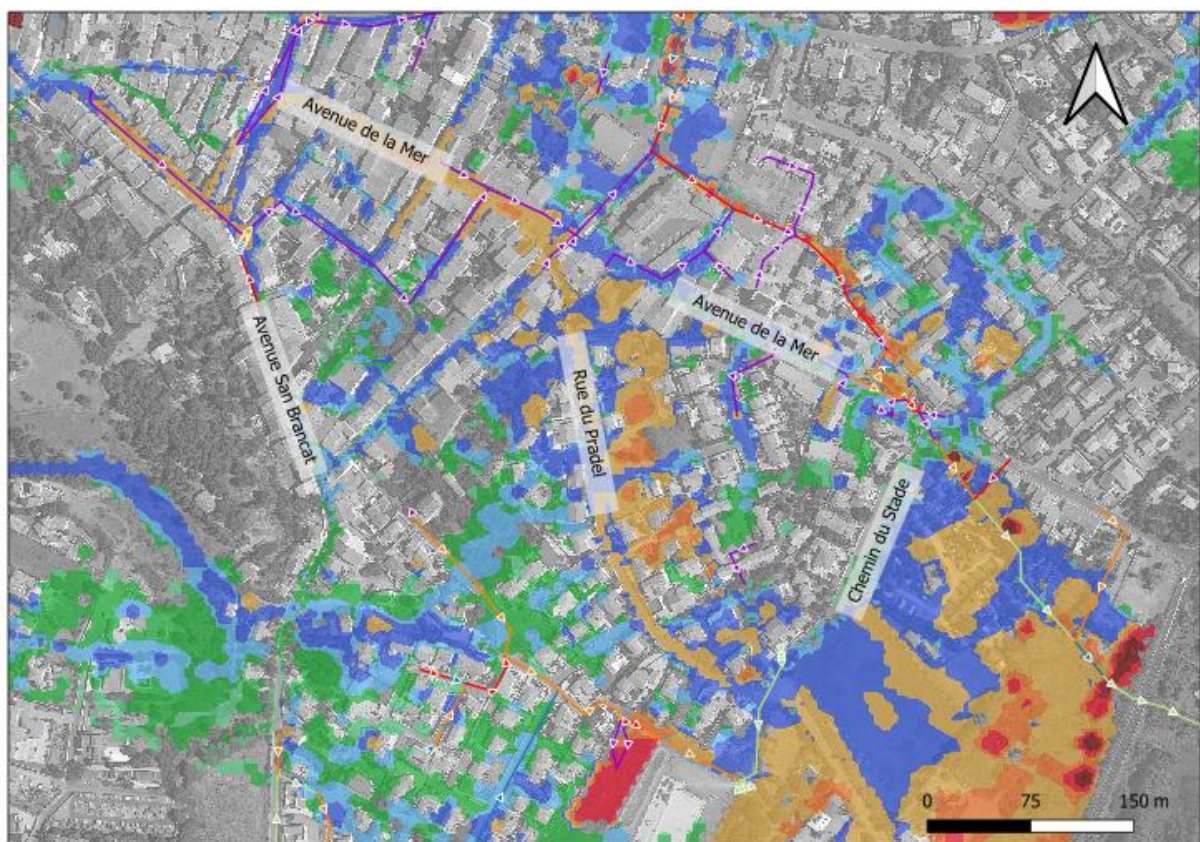 Avenue de la Mer
Avenue de la Mer
Avenue San Brancat
Rue du Pradel
Chemin du Stade
0 75 150 m